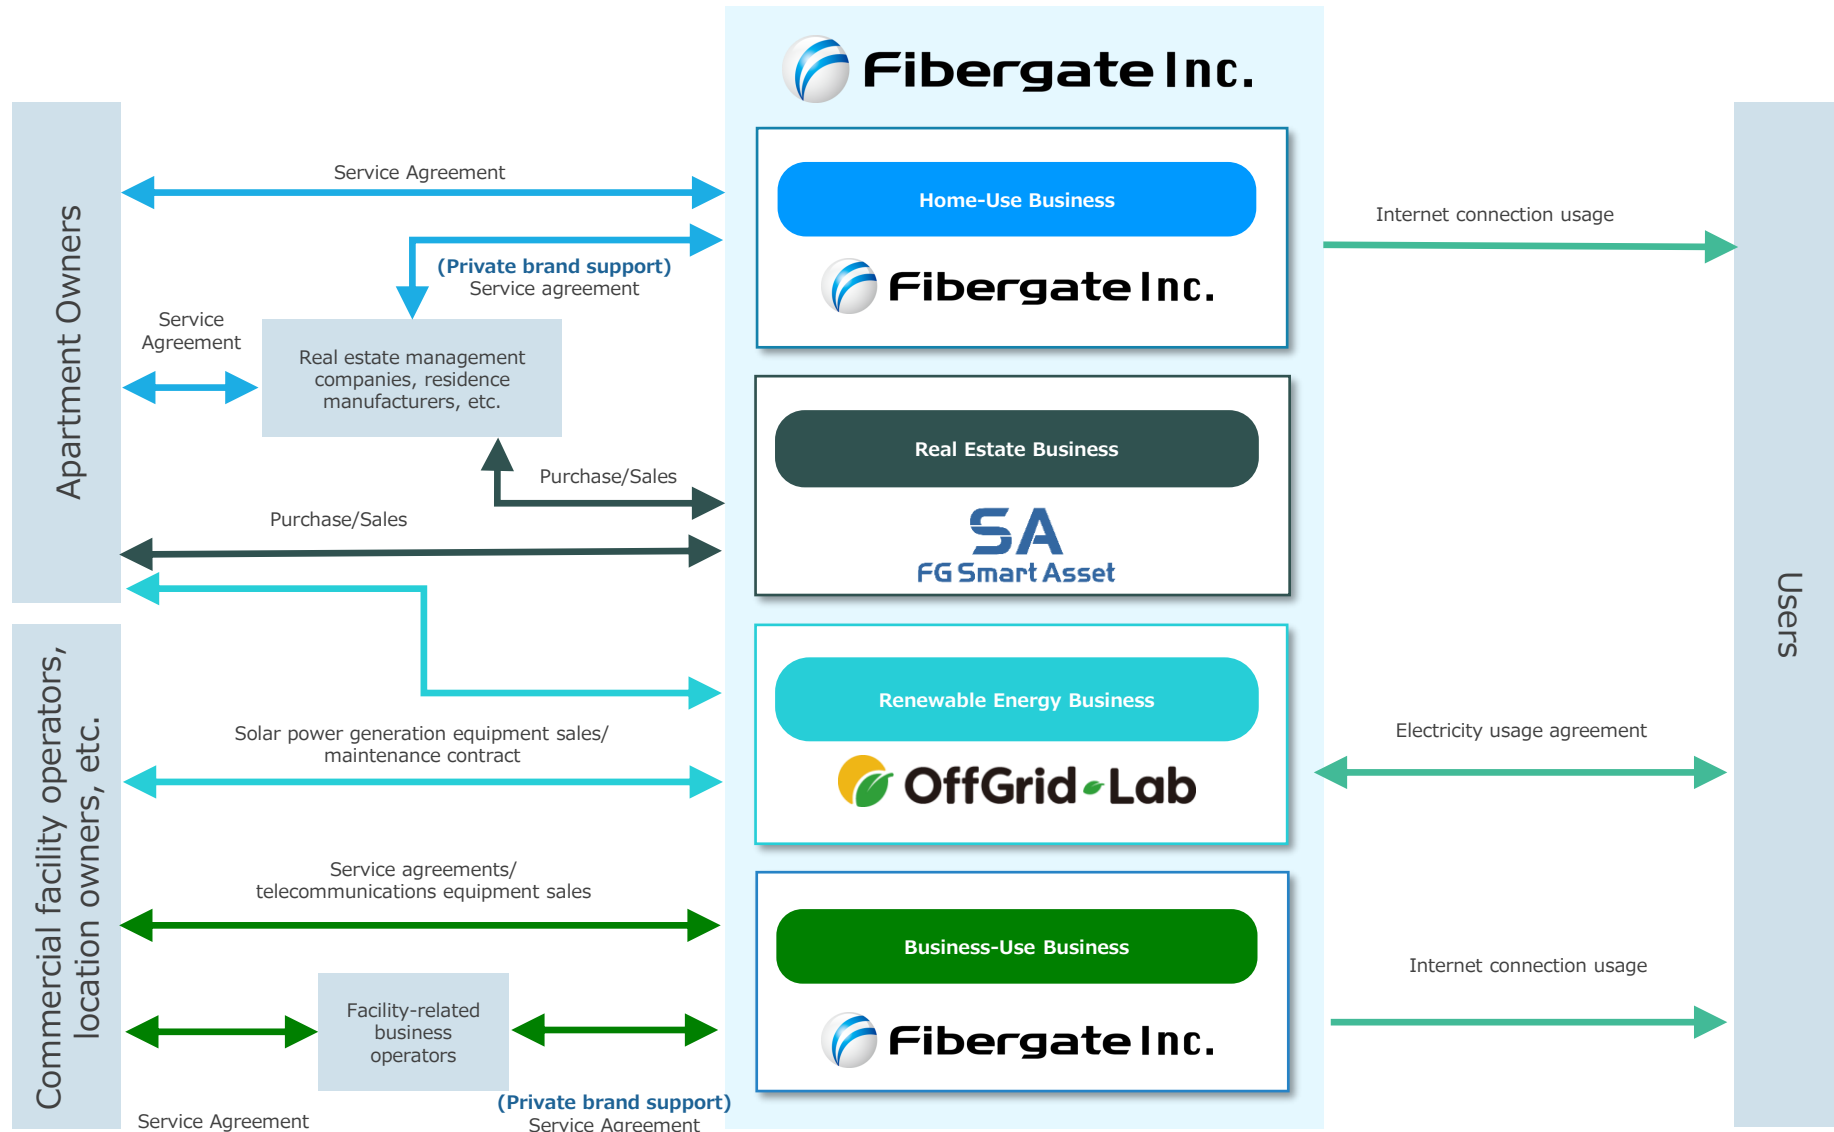 Fibergate Inc.
Apartment Owners
Service Agreement
(Private brand support)
Service agreement
Service
Agreement
Real estate management
companies, residence
manufacturers, etc.
Purchase/Sales
Purchase/Sales
Home-Use Business
Fibergate Inc.
Real Estate Business
SA
FG Smart Asset
Internet connection usage
Users
Commercial facility operators,
location owners, etc.
Solar power generation equipment sales/
maintenance contract
Renewable Energy Business
OffGrid Lab
Electricity usage agreement
Service agreements/
telecommunications equipment sales
Facility-related
business
operators
Service Agreement
(Private brand support)
Service Agreement
Business-Use Business
Fibergate Inc.
Internet connection usage